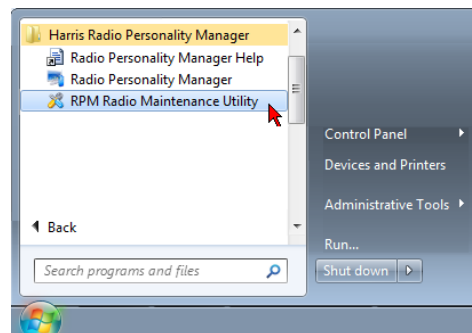 Harris Radio Personality Manager
Radio Personality Manager Help
Radio Personality Manager
RPM Radio Maintenance Utility
Back
Search programs and files
Control Panel
Devices and Printers
Administrative Tools
Run...
Shut down